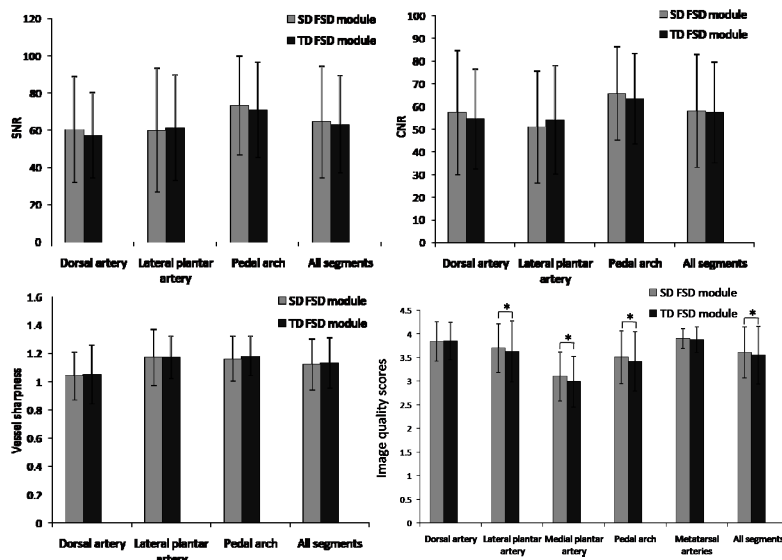 120
100
80
60
40
20
0
SNR
SD FSD module
TD FSD module
Dorsal artery
Lateral plantar
artery
Pedal arch
All segments
100
90
80
70
60
50
40
30
20
10
0
CNR
SD FSD module
TD FSD module
Dorsal artery
Lateral plantar
artery
Pedal arch
All segments
1.6
1.4
1.2
1
0.8
0.6
0.4
0.2
0
Vessel sharpness
SD FSD module
TD FSD module
Dorsal artery
Lateral plantar
artery
Pedal arch
All segments
4.5
4
3.5
3
2.5
2
1.5
1
0.5
0
Image quality scores
SD FSD module
TD FSD module
*
*
*
*
Dorsal artery
Lateral plantar
artery
Medial plantar
artery
Pedal arch
Metatarsal
arteries
All segment